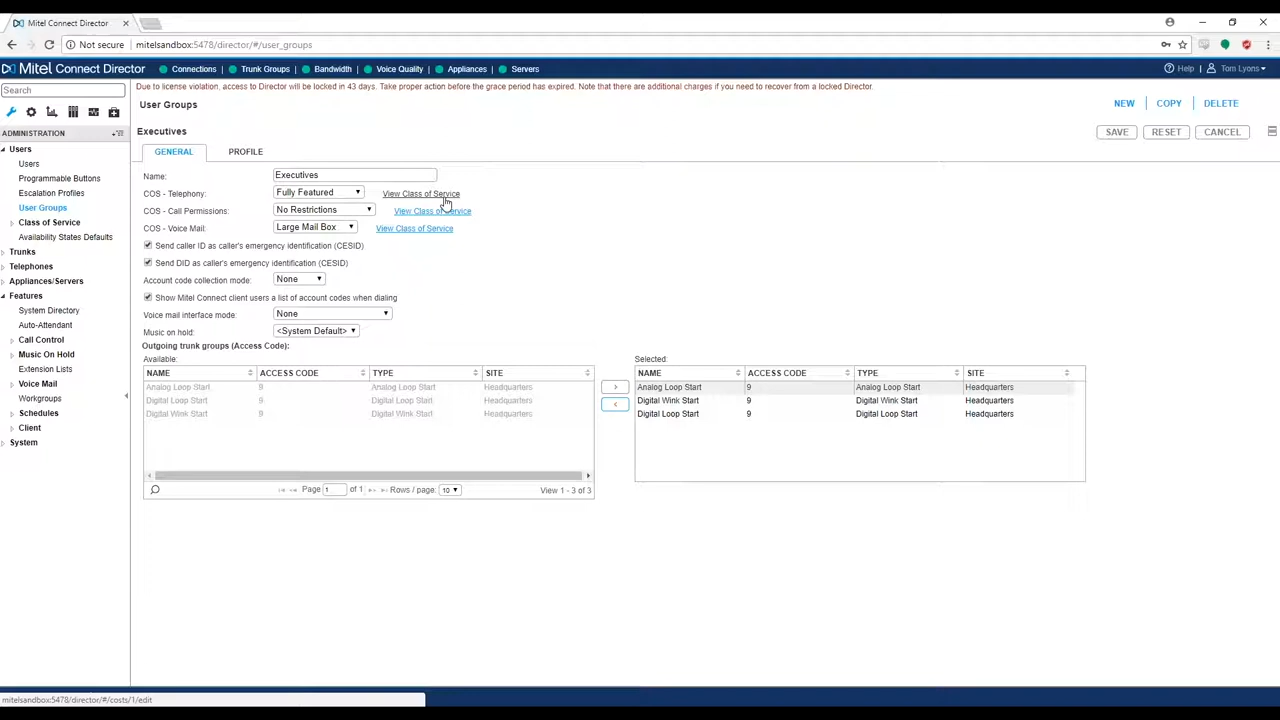 Mitel Connect Director
Not secure mitelsandbox:5478/director/#/user_groups
Mitel Connect Director Connections Trunk Groups Bandwidth Voice Quality Appliances Servers Help Tom Lyons
Search
Due to license violation, access to Director will be locked in 43 days. Take proper action before the grace period has expired. Note that there are additional charges if you need to recover from a locked Director.
User Groups NEW COPY DELETE
ADMINISTRATION
Users
Users
Programmable Buttons
Escalation Profiles
User Groups
Class of Service
Availability States Defaults
Trunks
Telephones
Appliances/Servers
Features
System Directory
Auto-Attendant
Call Control
Music On Hold
Extension Lists
Voice Mail
Workgroups
Schedules
Client
System
Executives SAVE RESET CANCEL
GENERAL PROFILE
Name: Executives
COS - Telephony: Fully Featured View Class of Service
COS - Call Permissions: No Restrictions View Class of Service
COS - Voice Mail: Large Mail Box View Class of Service
Send caller ID as caller's emergency identification (CESID)
Send DID as caller's emergency identification (CESID)
Account code collection mode: None
Show Mitel Connect client users a list of account codes when dialing
Voice mail interface mode: None
Music on hold: <System Default>
Outgoing trunk groups (Access Code):
Available:
NAME ACCESS CODE TYPE SITE
Analog Loop Start 9 Analog Loop Start Headquarters
Digital Loop Start 9 Digital Loop Start Headquarters
Digital Wink Start 9 Digital Wink Start Headquarters
Page 1 of 1 Rows / page: 10 View 1 - 3 of 3
> 
<
Selected:
NAME ACCESS CODE TYPE SITE
Analog Loop Start 9 Analog Loop Start Headquarters
Digital Wink Start 9 Digital Wink Start Headquarters
Digital Loop Start 9 Digital Loop Start Headquarters
mitelsandbox:5478/director/#/costs/1/edit